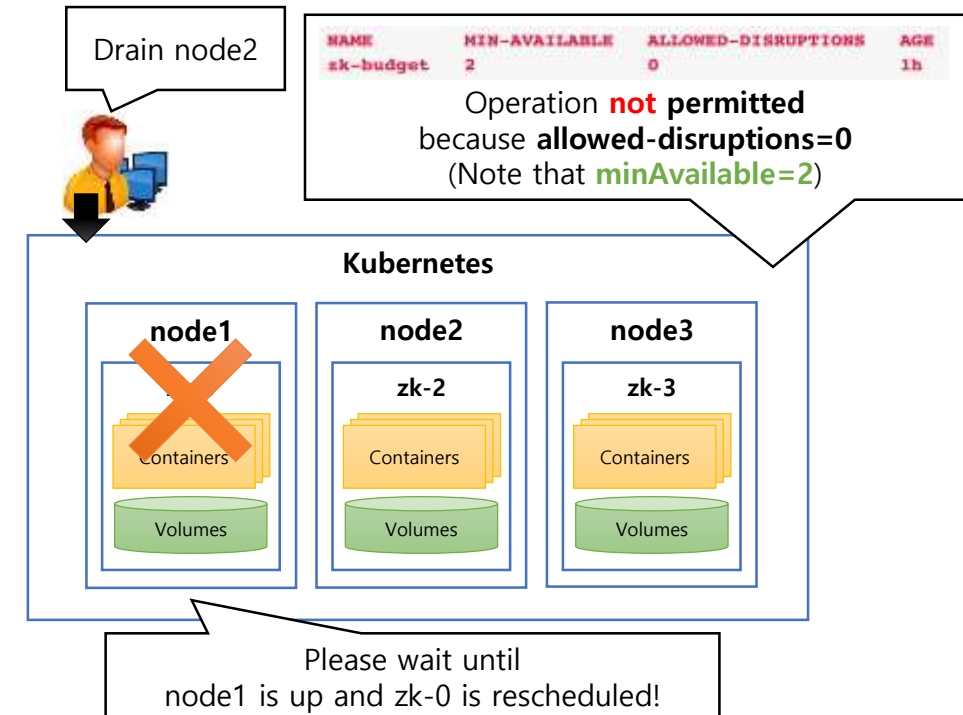 Drain node2
NAME MIN-AVAILABLE ALLOWED-DISRUPTIONS AGE
zk-budget 2 0 1h
Operation not permitted
because allowed-disruptions=0
(Note that minAvailable=2)
Kubernetes
node1 node2 node3
zk-2 zk-3
Containers Containers Containers
Volumes Volumes Volumes
Please wait until
node1 is up and zk-0 is rescheduled!